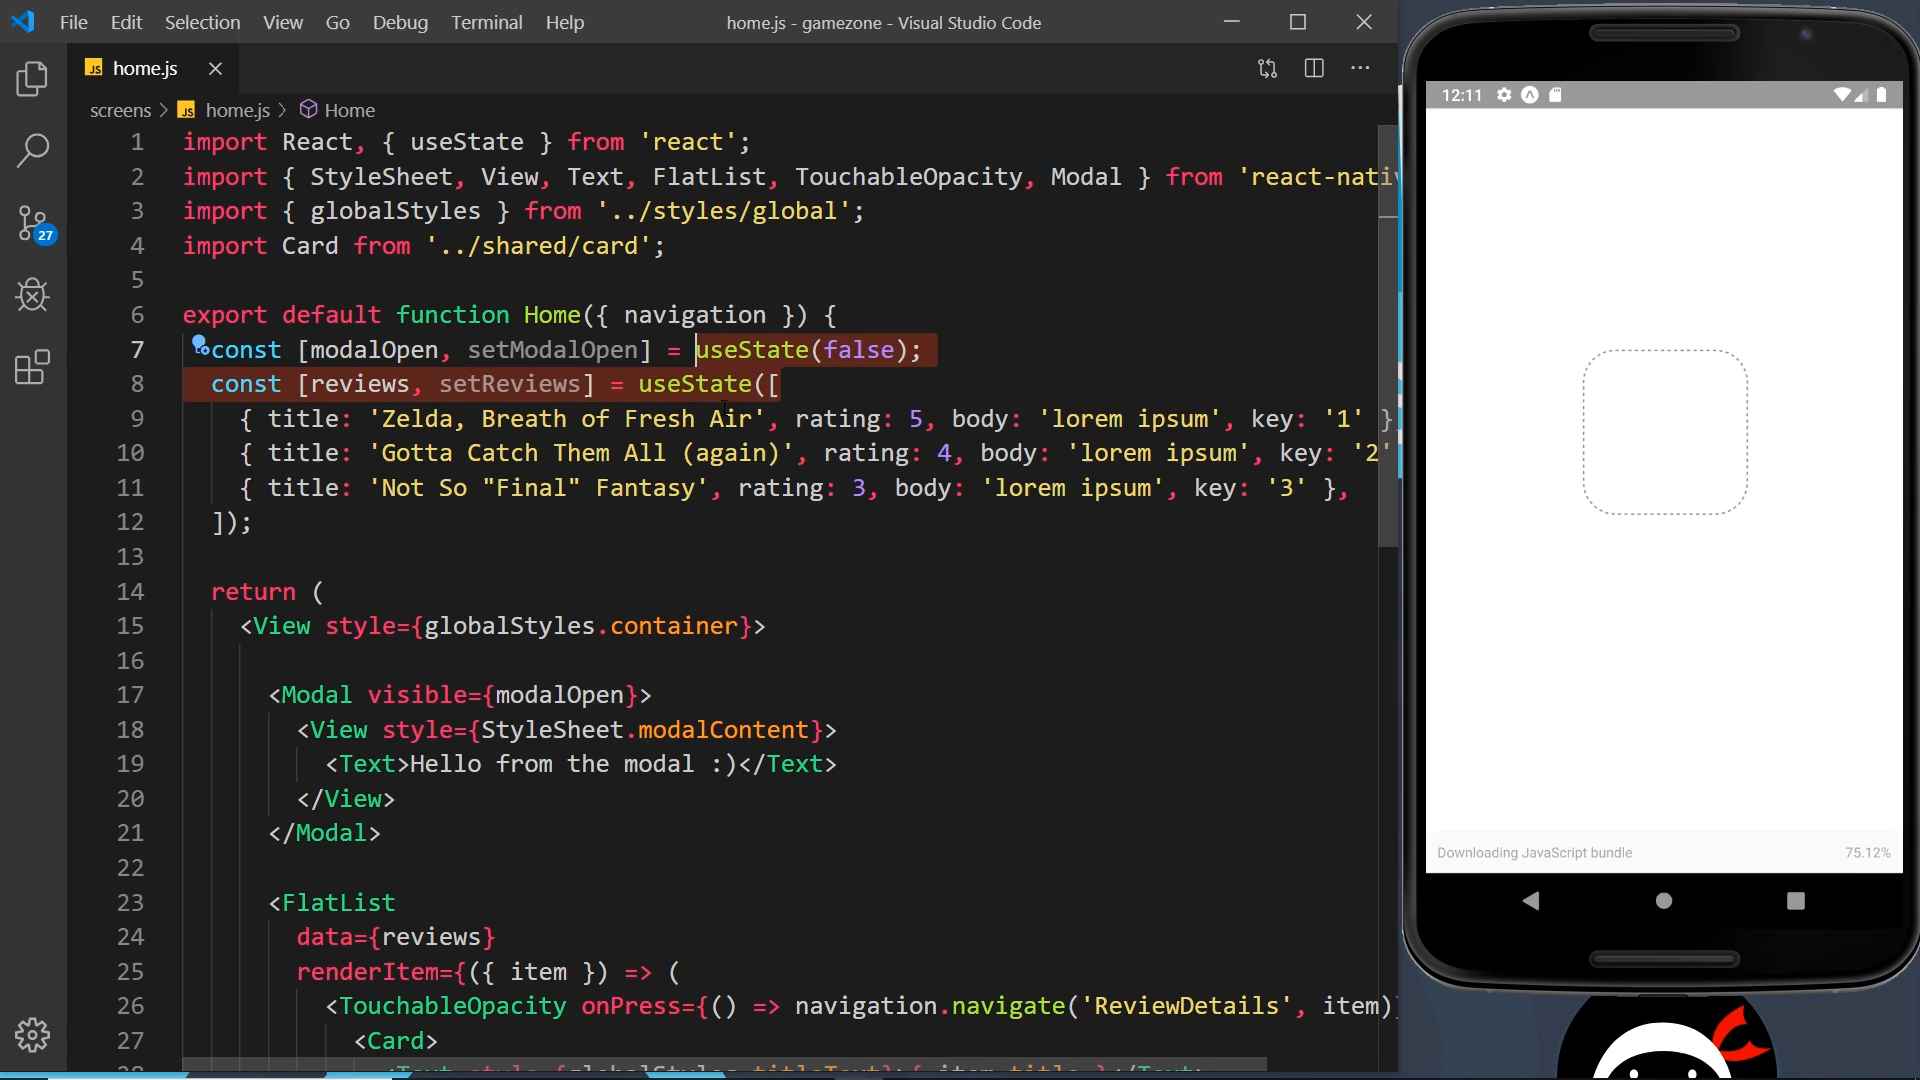 File Edit Selection View Go Debug Terminal Help
home.js - gamezone - Visual Studio Code
JS home.js
screens > JS home.js > Home
27
1 import React, { useState } from 'react';
2 import { StyleSheet, View, Text, FlatList, TouchableOpacity, Modal } from 'react-nativ
3 import { globalStyles } from '../styles/global';
4 import Card from '../shared/card';
5
6 export default function Home({ navigation }) {
7 const [modalOpen, setModalOpen] = useState(false);
8 const [reviews, setReviews] = useState([
9 { title: 'Zelda, Breath of Fresh Air', rating: 5, body: 'lorem ipsum', key: '1' }
10 { title: 'Gotta Catch Them All (again)', rating: 4, body: 'lorem ipsum', key: '2'
11 { title: 'Not So "Final" Fantasy', rating: 3, body: 'lorem ipsum', key: '3' },
12 ]);
13
14 return (
15 <View style={globalStyles.container}>
16
17 <Modal visible={modalOpen}>
18 <View style={StyleSheet.modalContent}>
19 <Text>Hello from the modal :)</Text>
20 </View>
21 </Modal>
22
23 <FlatList
24 data={reviews}
25 renderItem={({ item }) => (
26 <TouchableOpacity onPress={() => navigation.navigate('ReviewDetails', item)}
27 <Card>
12:11
Downloading JavaScript bundle 75.12%